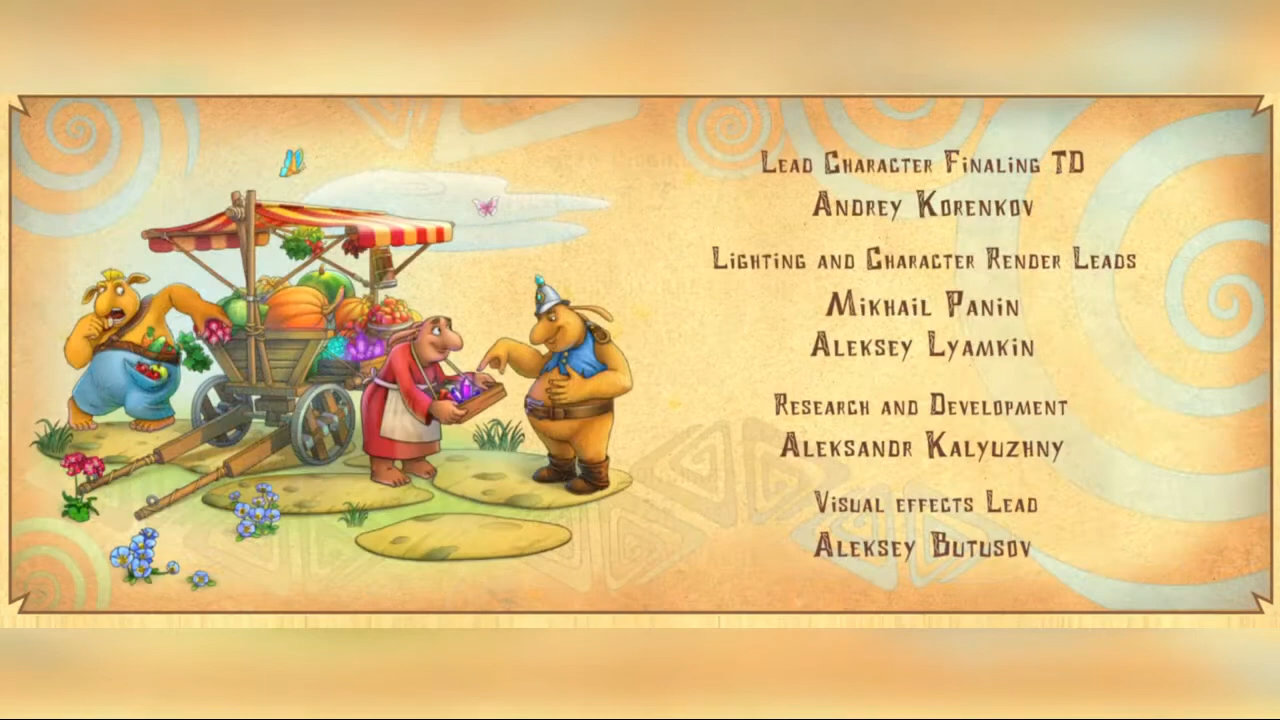 Lead Character Finaling TD
Andrey Korenkov
Lighting and Character Render Leads
Mikhail Panin
Aleksey Lyamkin
Research and Development
Aleksandr Kalyuzhny
Visual effects Lead
Aleksey Butusov